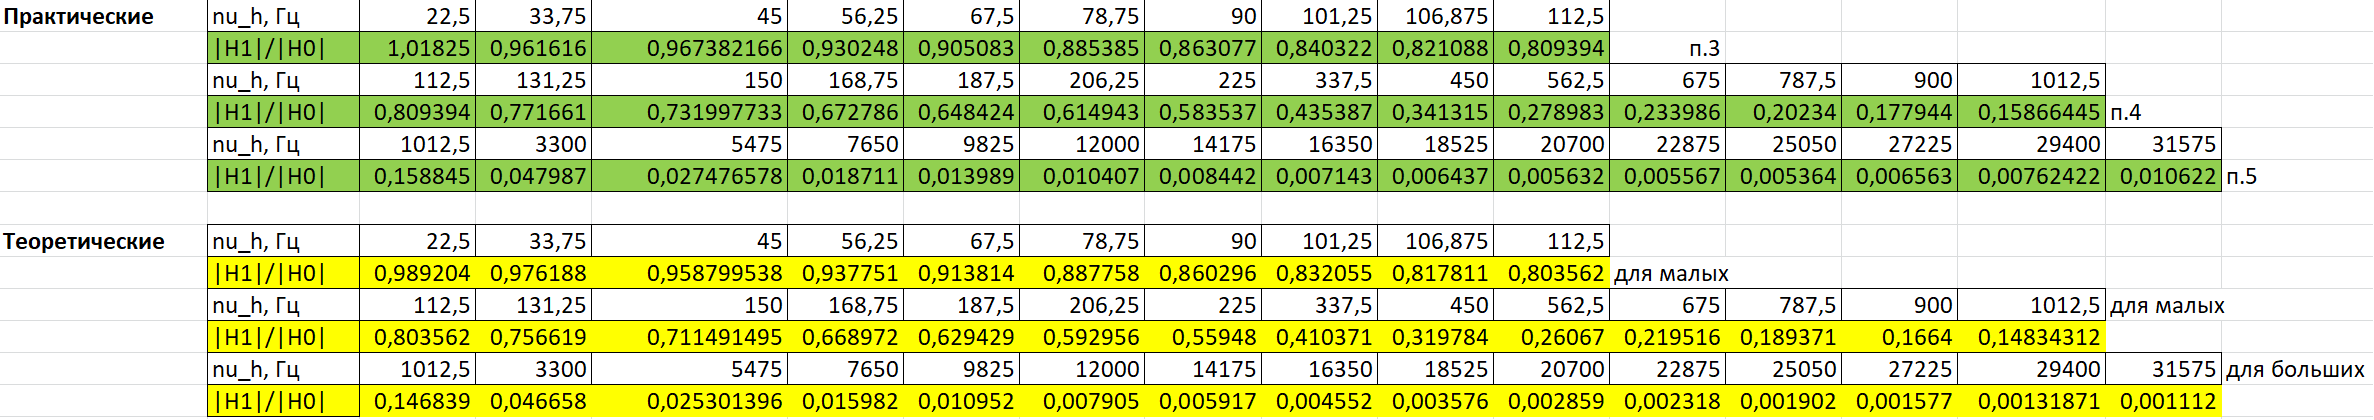 Практические nu_h, Гц 22,5 33,75 45 56,25 67,5 78,75 90 101,25 106,875 112,5
|H1|/|H0| 1,01825 0,961616 0,967382166 0,930248 0,905083 0,885385 0,863077 0,840322 0,821088 0,809394 п.3
nu_h, Гц 112,5 131,25 150 168,75 187,5 206,25 225 337,5 450 562,5 675 787,5 900 1012,5
|H1|/|H0| 0,809394 0,771661 0,731997733 0,672786 0,648424 0,614943 0,583537 0,435387 0,341315 0,278983 0,233986 0,20234 0,177944 0,15866445 п.4
nu_h, Гц 1012,5 3300 5475 7650 9825 12000 14175 16350 18525 20700 22875 25050 27225 29400 31575
|H1|/|H0| 0,158845 0,047987 0,027476578 0,018711 0,013989 0,010407 0,008442 0,007143 0,006437 0,005632 0,005567 0,005364 0,006563 0,00762422 0,010622 п.5
Теоретические nu_h, Гц 22,5 33,75 45 56,25 67,5 78,75 90 101,25 106,875 112,5
|H1|/|H0| 0,989204 0,976188 0,958799538 0,937751 0,913814 0,887758 0,860296 0,832055 0,817811 0,803562 для малых
nu_h, Гц 112,5 131,25 150 168,75 187,5 206,25 225 337,5 450 562,5 675 787,5 900 1012,5 для малых
|H1|/|H0| 0,803562 0,756619 0,711491495 0,668972 0,629429 0,592956 0,55948 0,410371 0,319784 0,26067 0,219516 0,189371 0,1664 0,14834312
nu_h, Гц 1012,5 3300 5475 7650 9825 12000 14175 16350 18525 20700 22875 25050 27225 29400 31575 для больших
|H1|/|H0| 0,146839 0,046658 0,025301396 0,015982 0,010952 0,007905 0,005917 0,004552 0,003576 0,002859 0,002318 0,001902 0,001577 0,00131871 0,001112